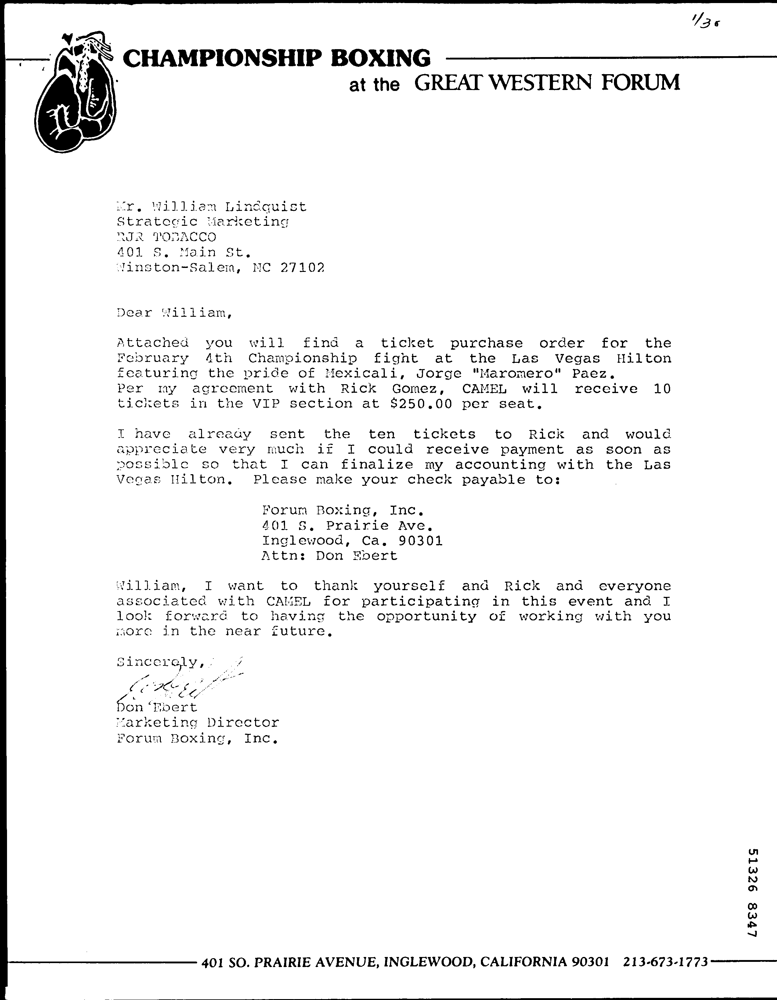 1/30
CHAMPIONSHIP BOXING
at the GREAT WESTERN FORUM
Mr. William Lindquist
Strategic Marketing
RJR TOBACCO
401 S. Main St.
Winston-Salem, NC 27102
Dear William,
Attached you will find a ticket purchase order for the
February 4th Championship fight at the Las Vegas Hilton
featuring the pride of Mexicali, Jorge "Maromero" Paez.
Per my agreement with Rick Gomez, CAMEL will receive 10
tickets in the VIP section at $250.00 per seat.
I have already sent the ten tickets to Rick and would
appreciate very much if I could receive payment as soon as
possible so that I can finalize my accounting with the Las
Vegas Hilton. Please make your check payable to:
Forum Boxing, Inc.
401 S. Prairie Ave.
Inglewood, Ca. 90301
Attn: Don Ebert
William, I want to thank yourself and Rick and everyone
associated with CAMEL for participating in this event and I
look forward to having the opportunity of working with you
more in the near future.
Sincerely,
Don Ebert
Marketing Director
Forum Boxing, Inc.
51326 8347
401 SO. PRAIRIE AVENUE, INGLEWOOD, CALIFORNIA 90301 213-673-1773